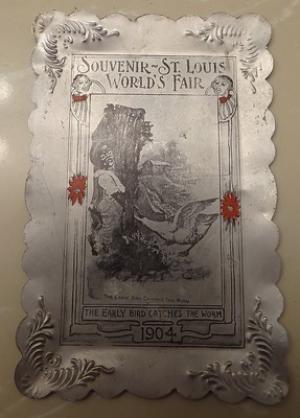 SOUVENIR~ST. LOUIS
WORLD'S FAIR
THE EARLY BIRD CATCHES THE WORM
THE EARLY BIRD CATCHES THE WORM
1904